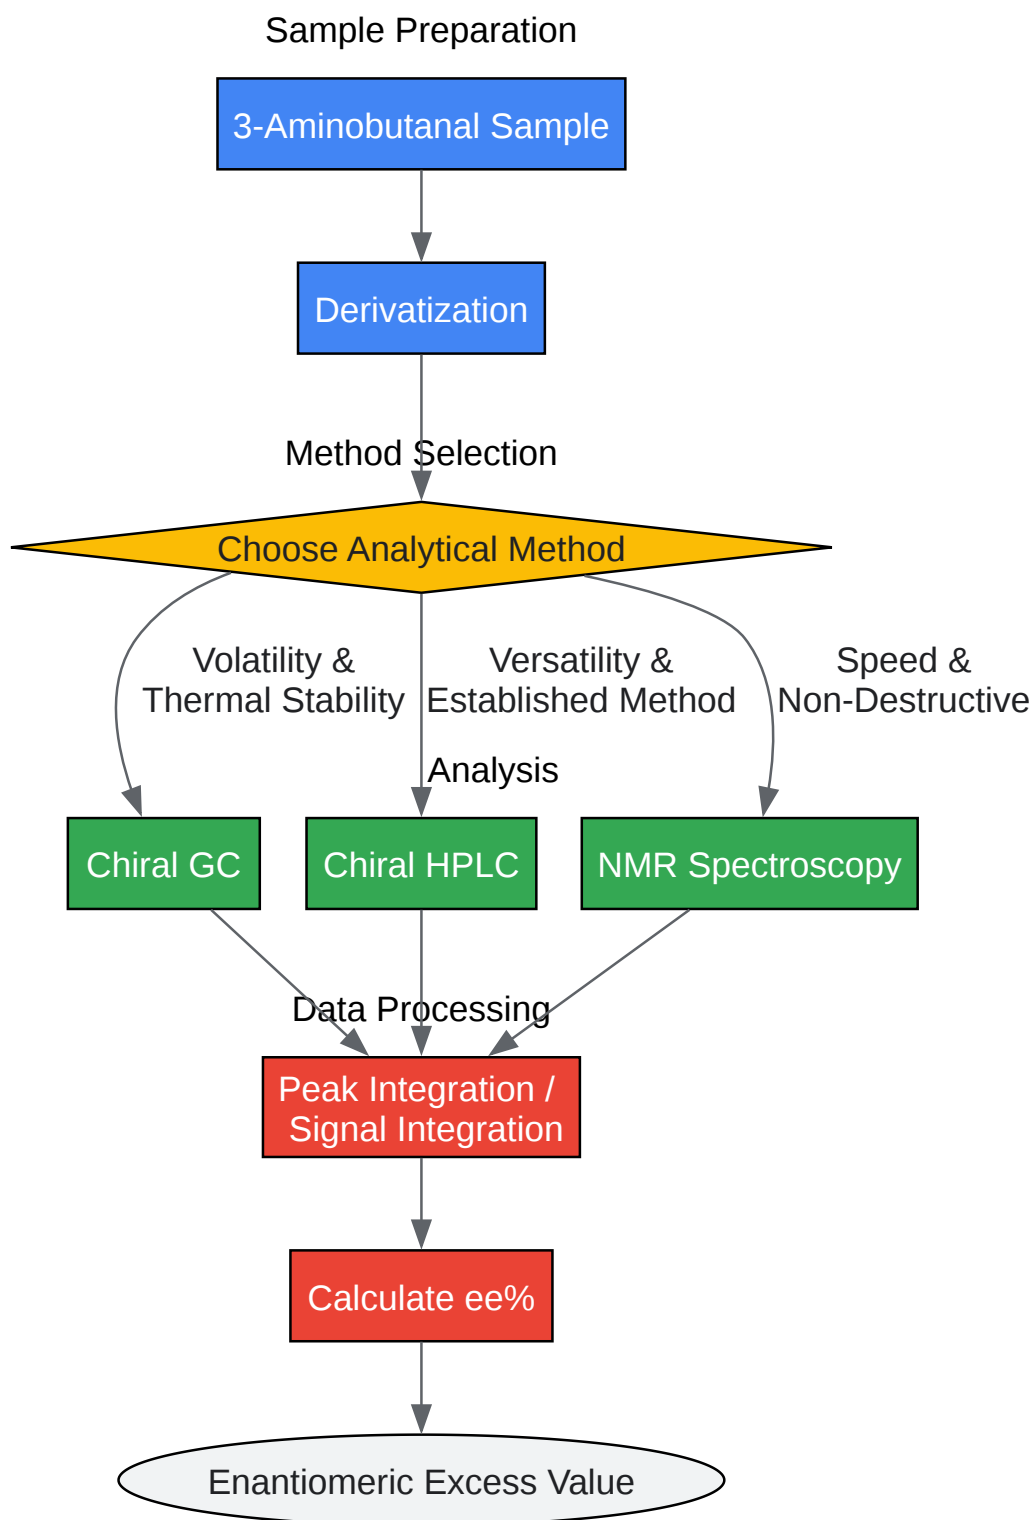 Sample Preparation
3-Aminobutanal Sample
Derivatization
Method Selection
Choose Analytical Method
Volatility &
Thermal Stability
Versatility &
Established Method
Speed &
Non-Destructive
Analysis
Chiral GC
Chiral HPLC
NMR Spectroscopy
Data Processing
Peak Integration /
Signal Integration
Calculate ee%
Enantiomeric Excess Value